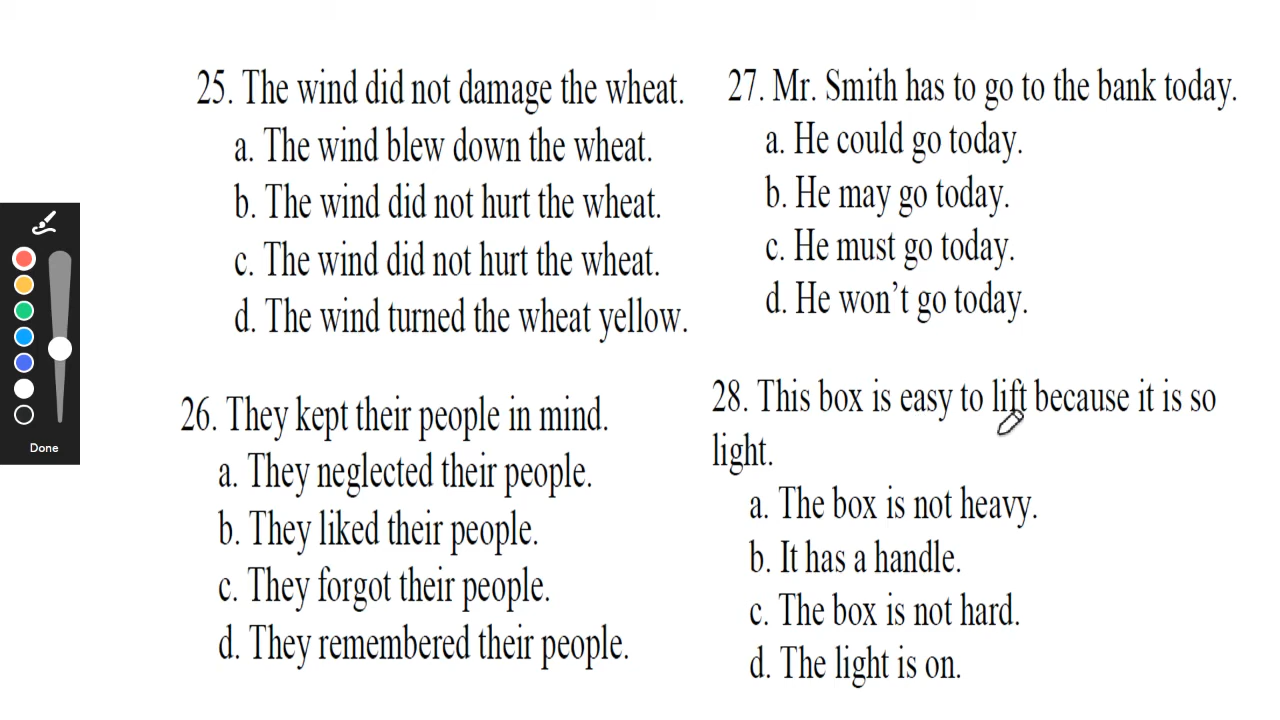 25. The wind did not damage the wheat.
a. The wind blew down the wheat.
b. The wind did not hurt the wheat.
c. The wind did not hurt the wheat.
d. The wind turned the wheat yellow.
26. They kept their people in mind.
a. They neglected their people.
b. They liked their people.
c. They forgot their people.
d. They remembered their people.
27. Mr. Smith has to go to the bank today.
a. He could go today.
b. He may go today.
c. He must go today.
d. He won’t go today.
28. This box is easy to lift because it is so
light.
a. The box is not heavy.
b. It has a handle.
c. The box is not hard.
d. The light is on.
Done